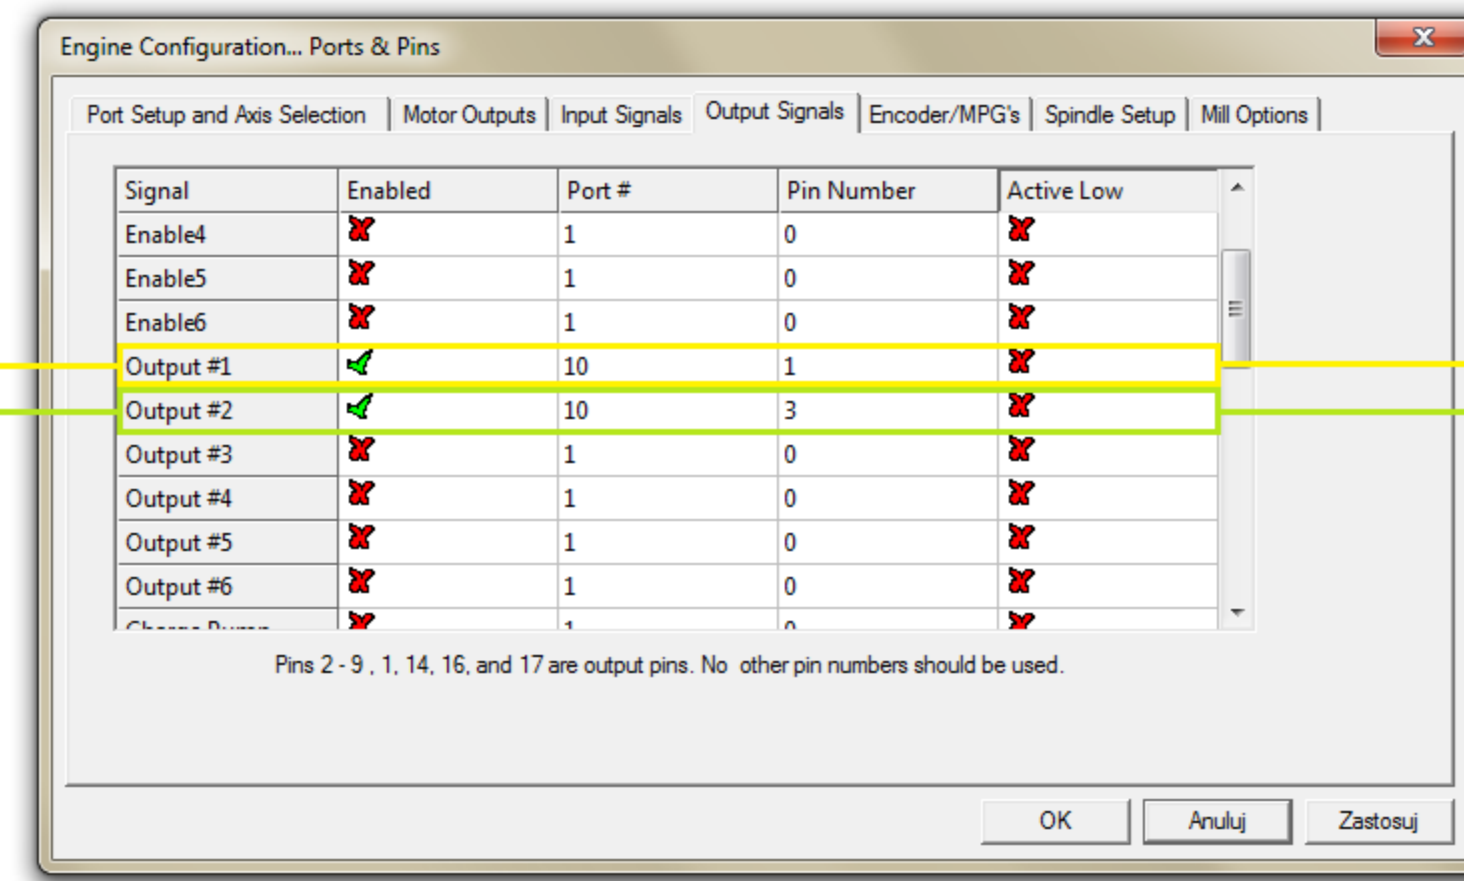 Engine Configuration... Ports & Pins
Port Setup and Axis Selection Motor Outputs Input Signals Output Signals Encoder/MPG's Spindle Setup Mill Options
Signal Enabled Port # Pin Number Active Low
Enable4 1 0
Enable5 1 0
Enable6 1 0
Output #1 10 1
Output #2 10 3
Output #3 1 0
Output #4 1 0
Output #5 1 0
Output #6 1 0
Charge Pump 1 0
Pins 2 - 9 , 1, 14, 16, and 17 are output pins. No other pin numbers should be used.
OK Anuluj Zastosuj